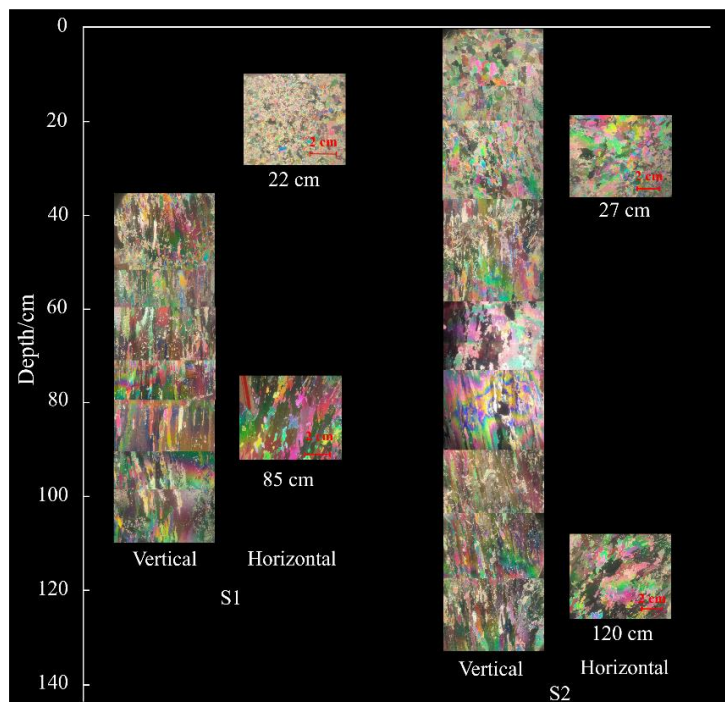 Depth/cm
0
20
40
60
80
100
120
140
2 cm
22 cm
2 cm
85 cm
Vertical
Horizontal
S1
2 cm
27 cm
2 cm
120 cm
Vertical
Horizontal
S2